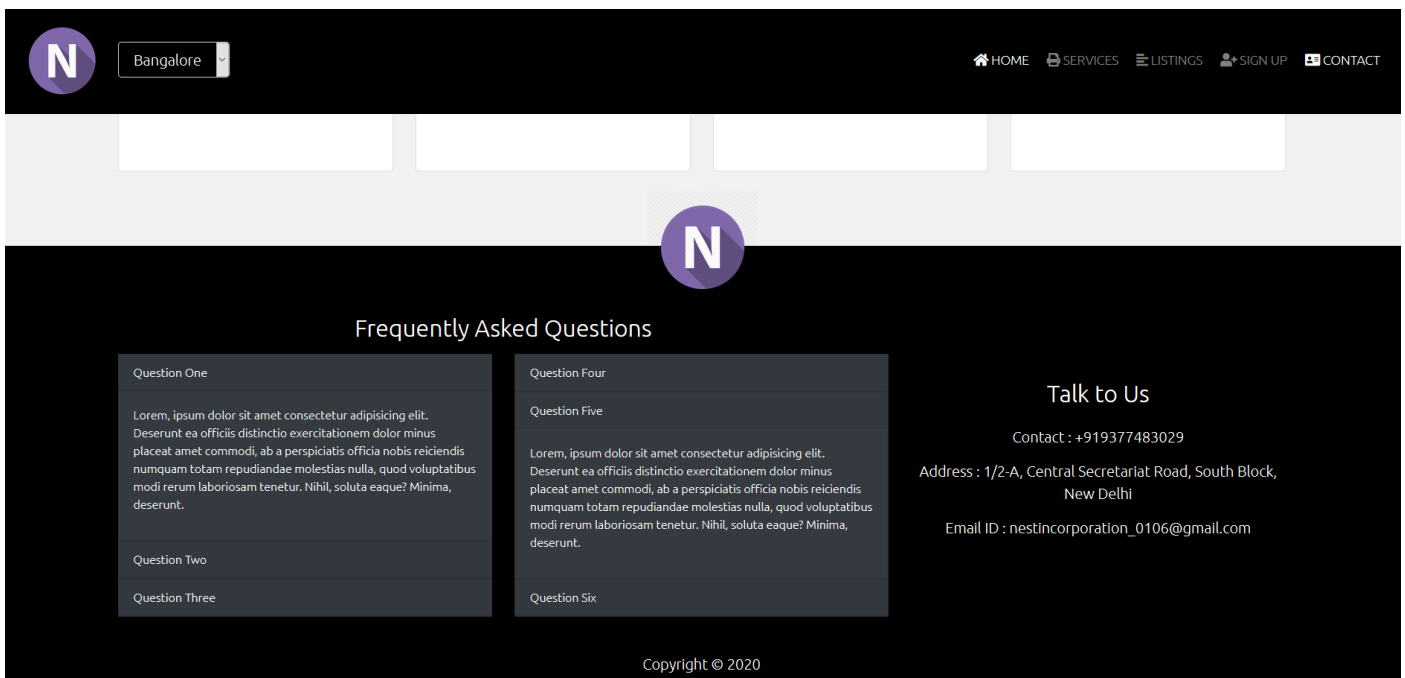 N
Bangalore
HOME SERVICES LISTINGS SIGN UP CONTACT
N
Frequently Asked Questions
Question One
Lorem, ipsum dolor sit amet consectetur adipisicing elit.
Deserunt ea officiis distinctio exercitationem dolor minus
placeat amet commodi, ab a perspiciatis officia nobis reiciendis
numquam totam repudiandae molestias nulla, quod voluptatibus
modi rerum laboriosam tenetur. Nihil, soluta eaque? Minima,
deserunt.
Question Two
Question Three
Question Four
Question Five
Lorem, ipsum dolor sit amet consectetur adipisicing elit.
Deserunt ea officiis distinctio exercitationem dolor minus
placeat amet commodi, ab a perspiciatis officia nobis reiciendis
numquam totam repudiandae molestias nulla, quod voluptatibus
modi rerum laboriosam tenetur. Nihil, soluta eaque? Minima,
deserunt.
Question Six
Talk to Us
Contact : +919377483029
Address : 1/2-A, Central Secretariat Road, South Block,
New Delhi
Email ID : nestincorporation_0106@gmail.com
Copyright © 2020